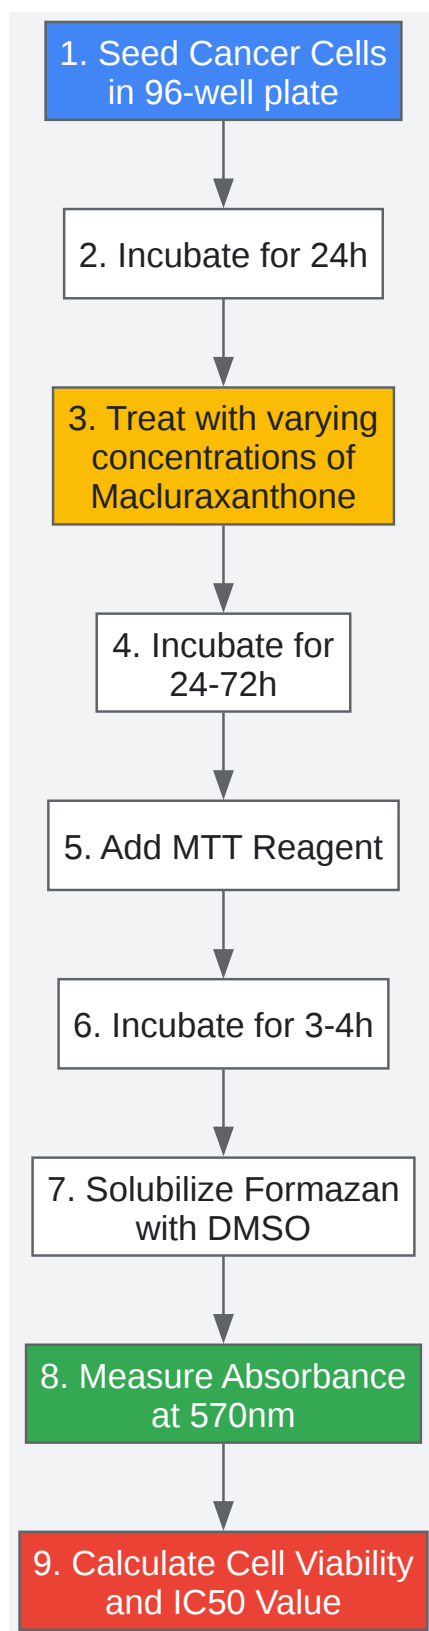 1. Seed Cancer Cells
in 96-well plate
2. Incubate for 24h
3. Treat with varying
concentrations of
Macluraxanthone
4. Incubate for
24-72h
5. Add MTT Reagent
6. Incubate for 3-4h
7. Solubilize Formazan
with DMSO
8. Measure Absorbance
at 570nm
9. Calculate Cell Viability
and IC50 Value